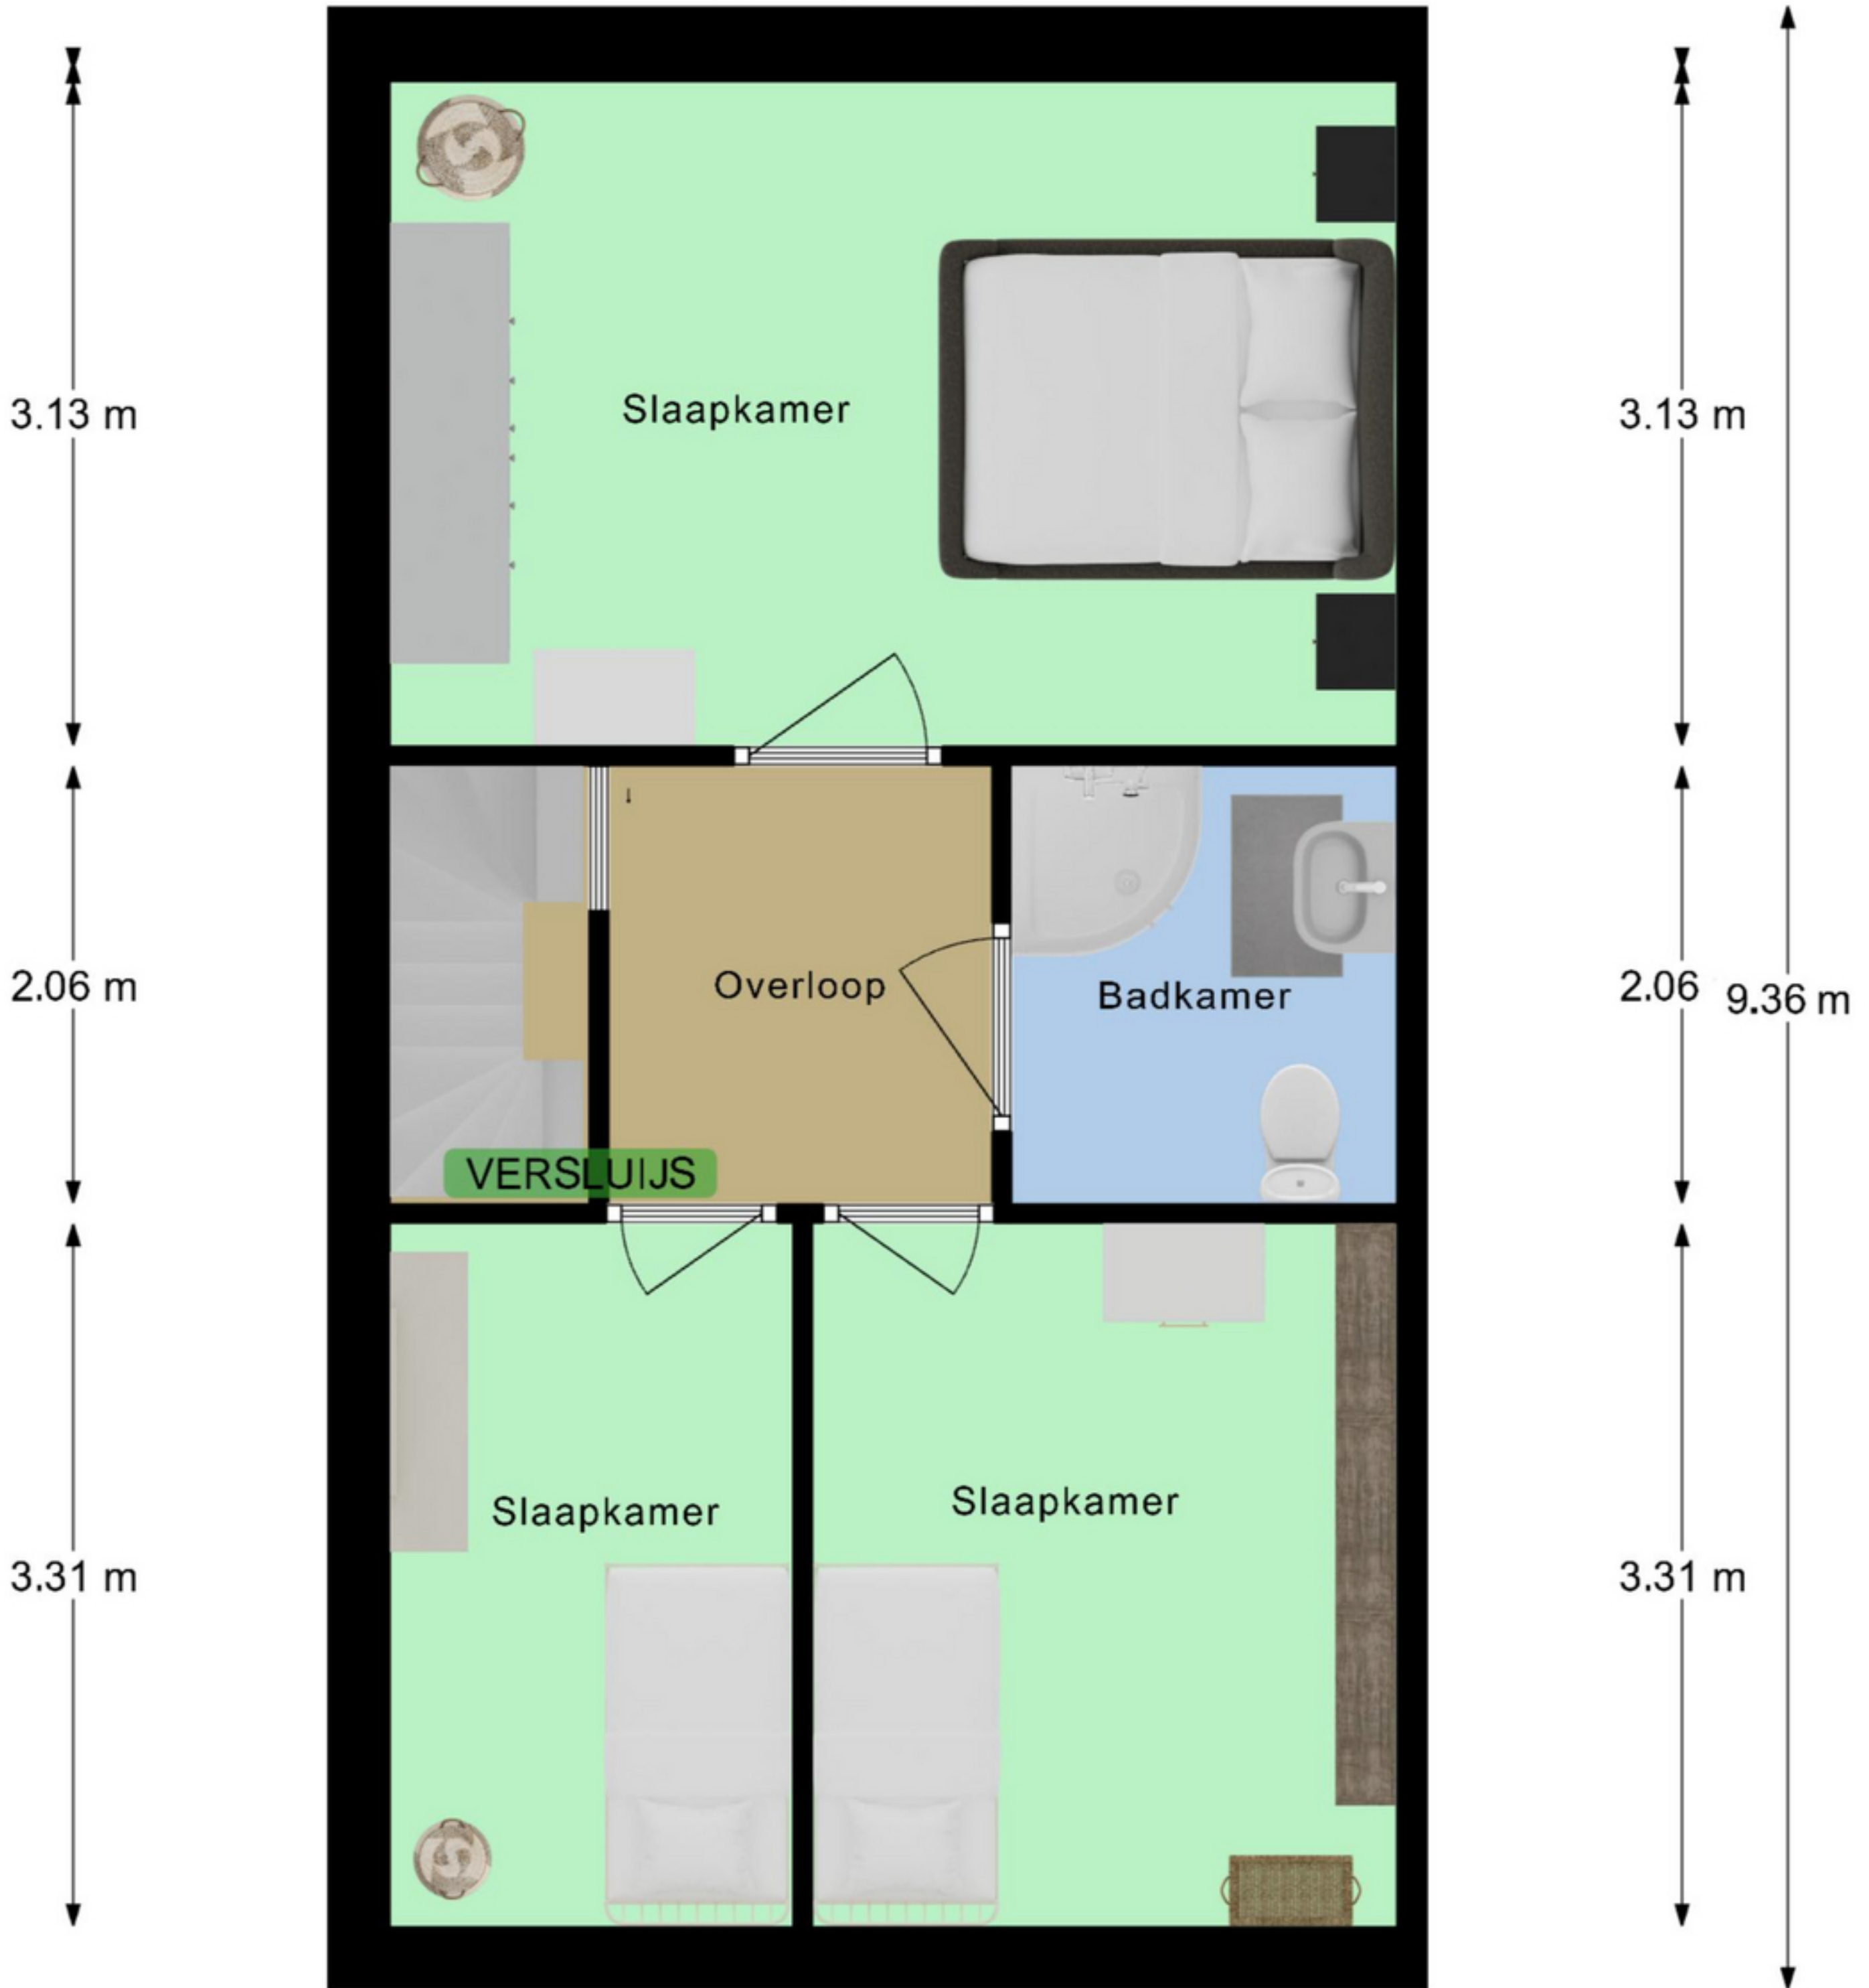 Slaapkamer
3.13 m
3.13 m
Overloop
Badkamer
2.06 m
2.06
9.36 m
VERSLUIJS
Slaapkamer
Slaapkamer
3.31 m
3.31 m